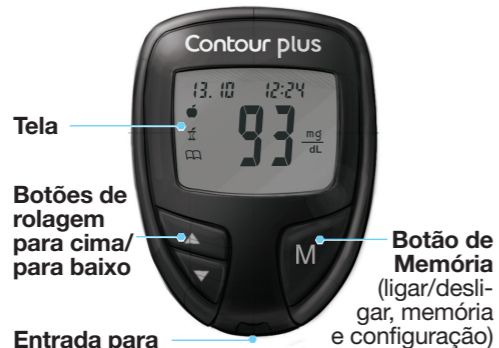 Contour plus
13.10 12:24
Tela
93 mg/dL
Botões de
rolagem
para cima/
para baixo
M
Botão de
Memória
(ligar/desli-
gar, memória
e configuração)
Entrada para